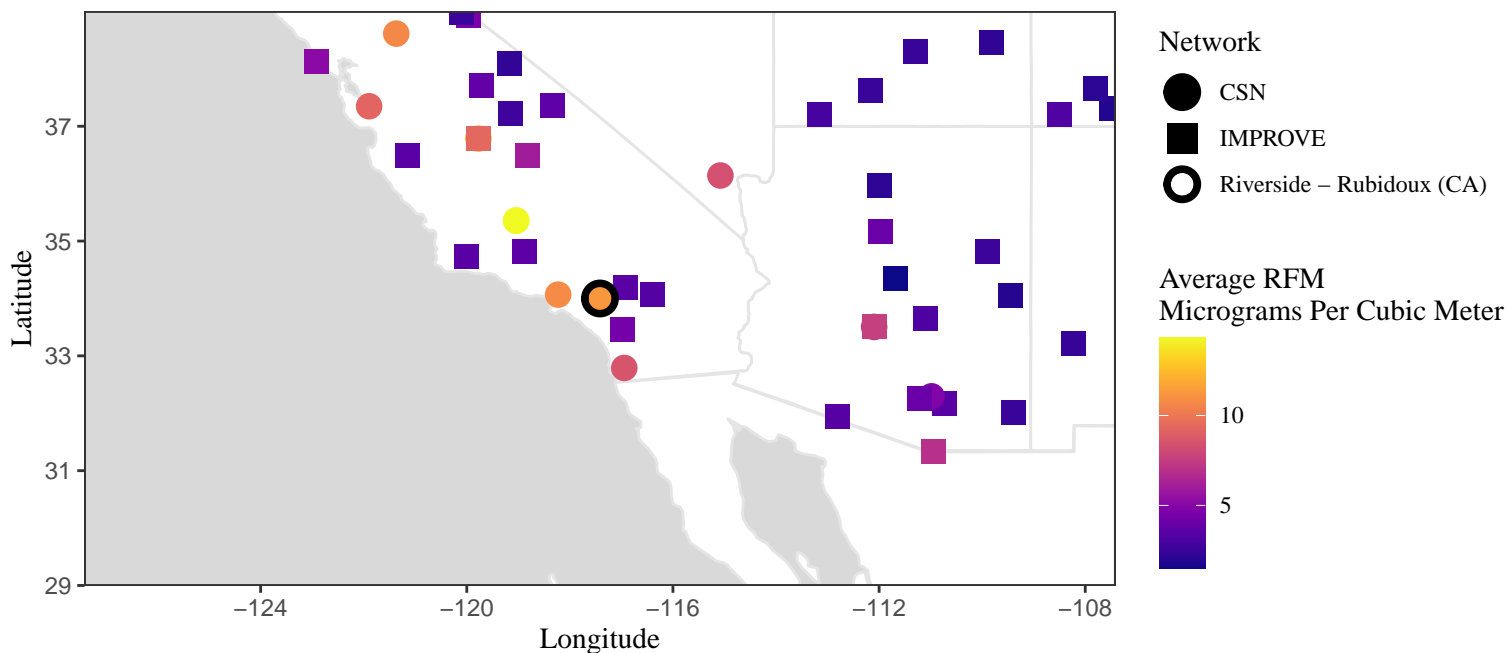 37
35
33
31
29
Latitude
−124
−120
−116
−112
−108
Longitude
Network
CSN
IMPROVE
Riverside − Rubidoux (CA)
Average RFM
Micrograms Per Cubic Meter
10
5